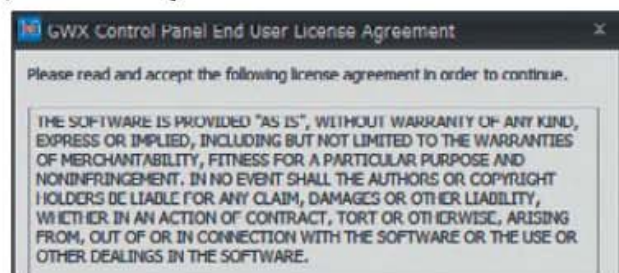 GWX Control Panel End User License Agreement
Please read and accept the following license agreement in order to continue.
THE SOFTWARE IS PROVIDED "AS IS", WITHOUT WARRANTY OF ANY KIND,
EXPRESS OR IMPLIED, INCLUDING BUT NOT LIMITED TO THE WARRANTIES
OF MERCHANTABILITY, FITNESS FOR A PARTICULAR PURPOSE AND
NONINFRINGEMENT. IN NO EVENT SHALL THE AUTHORS OR COPYRIGHT
HOLDERS BE LIABLE FOR ANY CLAIM, DAMAGES OR OTHER LIABILITY,
WHETHER IN AN ACTION OF CONTRACT, TORT OR OTHERWISE, ARISING
FROM, OUT OF OR IN CONNECTION WITH THE SOFTWARE OR THE USE OR
OTHER DEALINGS IN THE SOFTWARE.